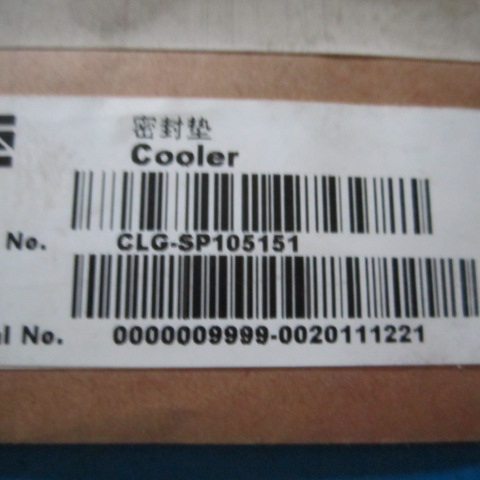 密封垫
Cooler
No. CLG-SP105151
No. 0000009999-0020111221